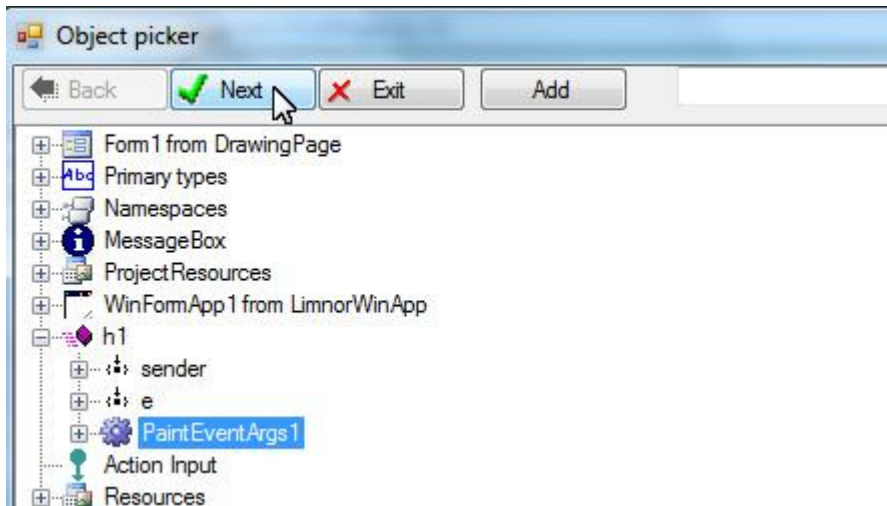 Object picker
Back Next Exit Add
Form1 from DrawingPage
Abc Primary types
Namespaces
MessageBox
ProjectResources
WinFormApp1 from LimnorWinApp
h1
sender
e
PaintEventArgs1
Action Input
Resources